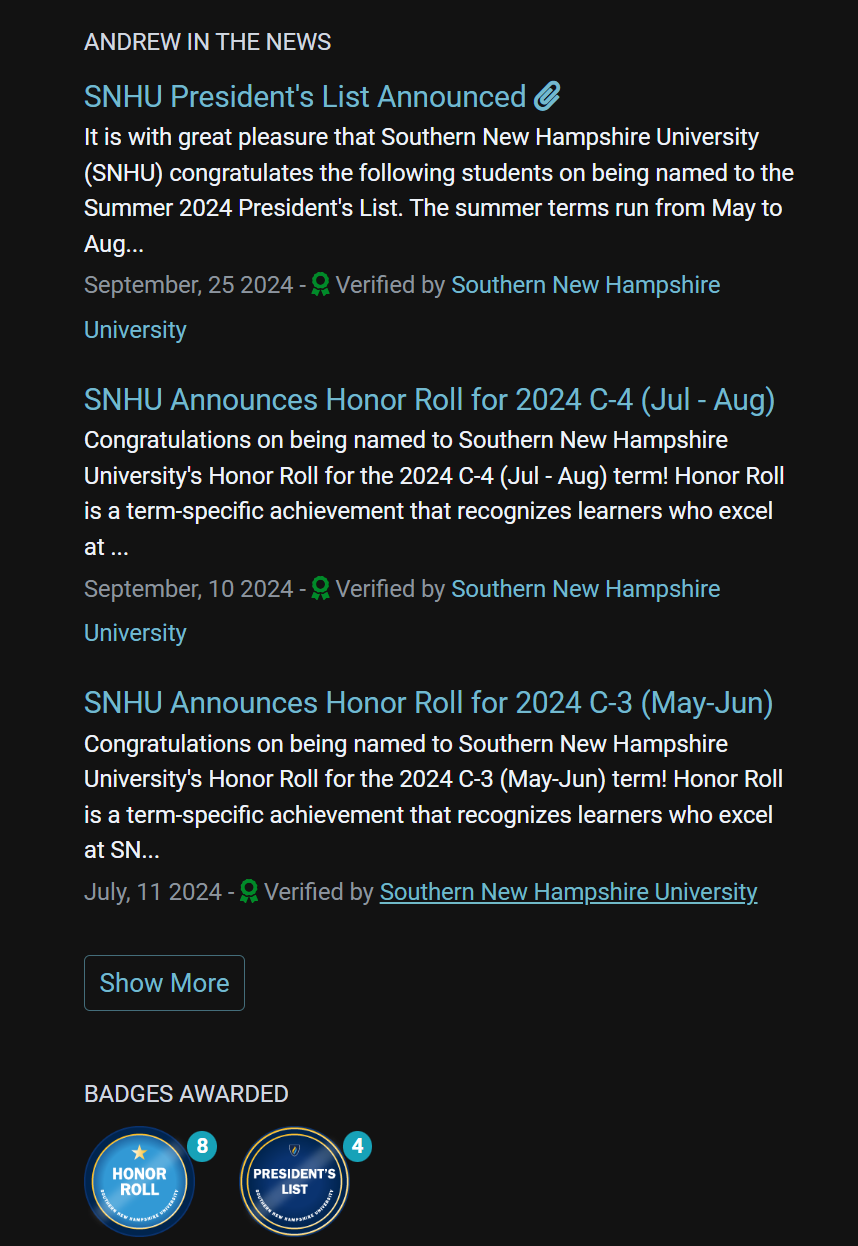 ANDREW IN THE NEWS
SNHU President's List Announced
It is with great pleasure that Southern New Hampshire University
(SNHU) congratulates the following students on being named to the
Summer 2024 President's List. The summer terms run from May to
Aug...
September, 25 2024 - Verified by Southern New Hampshire
University
SNHU Announces Honor Roll for 2024 C-4 (Jul - Aug)
Congratulations on being named to Southern New Hampshire
University's Honor Roll for the 2024 C-4 (Jul - Aug) term! Honor Roll
is a term-specific achievement that recognizes learners who excel
at ...
September, 10 2024 - Verified by Southern New Hampshire
University
SNHU Announces Honor Roll for 2024 C-3 (May-Jun)
Congratulations on being named to Southern New Hampshire
University's Honor Roll for the 2024 C-3 (May-Jun) term! Honor Roll
is a term-specific achievement that recognizes learners who excel
at SN...
July, 11 2024 - Verified by Southern New Hampshire University
Show More
BADGES AWARDED
8
HONOR
ROLL
SOUTHERN NEW HAMPSHIRE UNIVERSITY
4
PRESIDENT'S
LIST
SOUTHERN NEW HAMPSHIRE UNIVERSITY